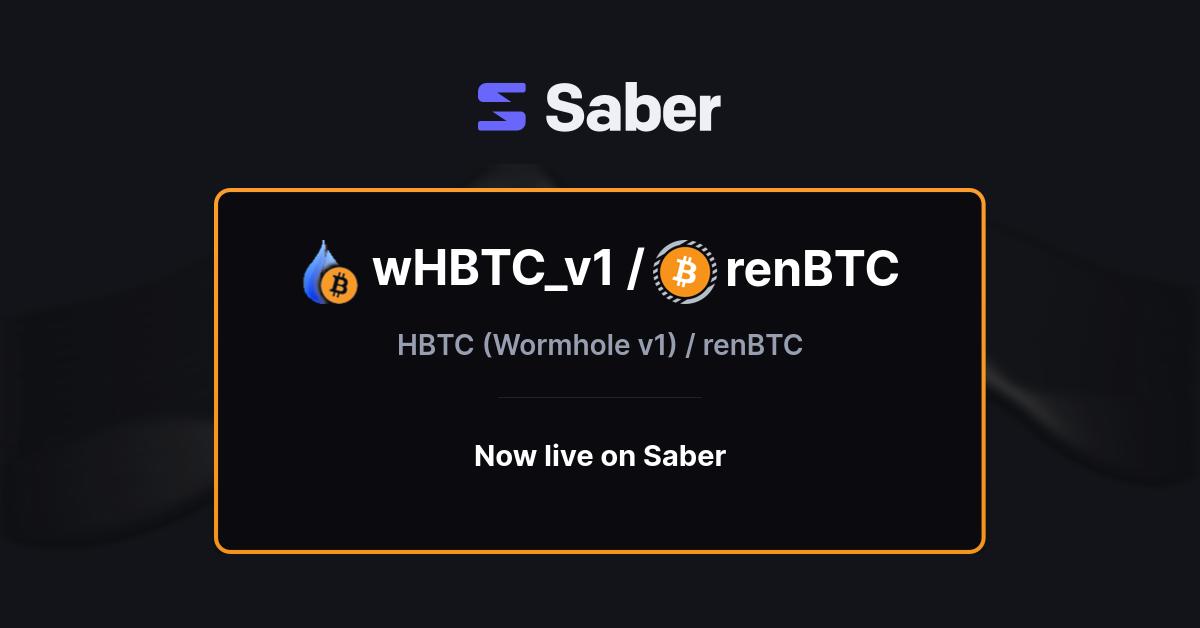 Saber
wHBTC_v1 / renBTC
HBTC (Wormhole v1) / renBTC
Now live on Saber